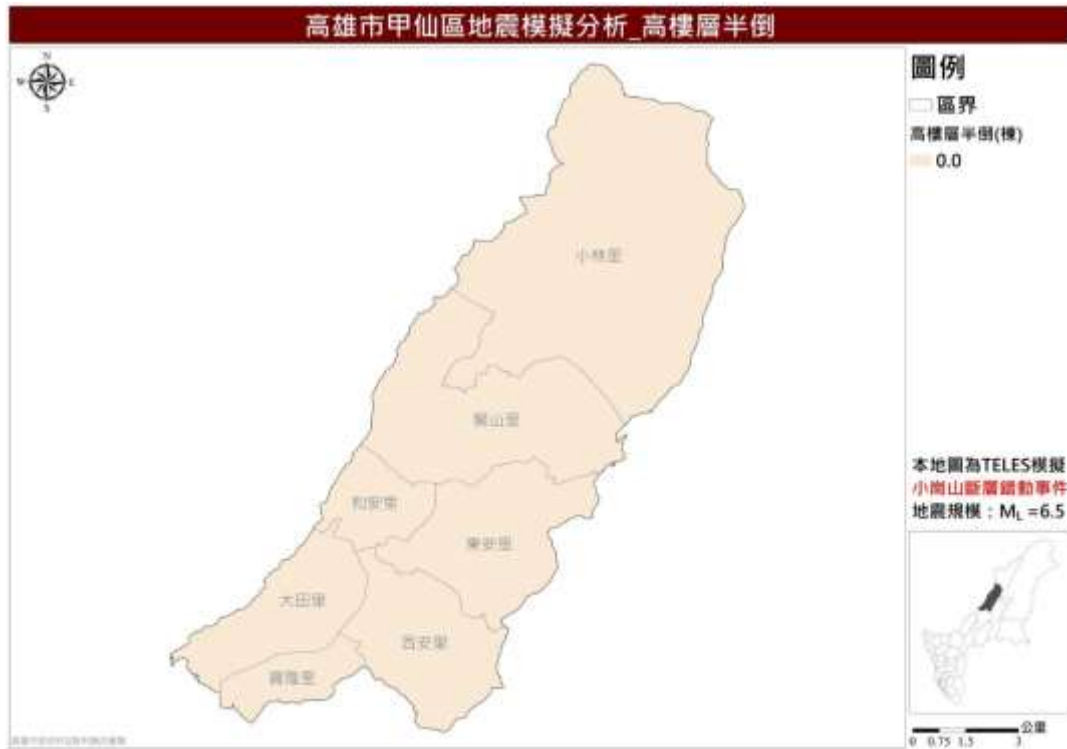 高雄市甲仙區地震模擬分析_高樓層半倒
N
W
E
S
圖例
區界
高樓層半倒(棟)
0.0
小林里
關山里
和安里
東安里
大田里
西安里
寶隆里
本地圖為TELES模擬
小崗山斷層錯動事件
地震規模：ML =6.5
公里
0 0.75 1.5 3